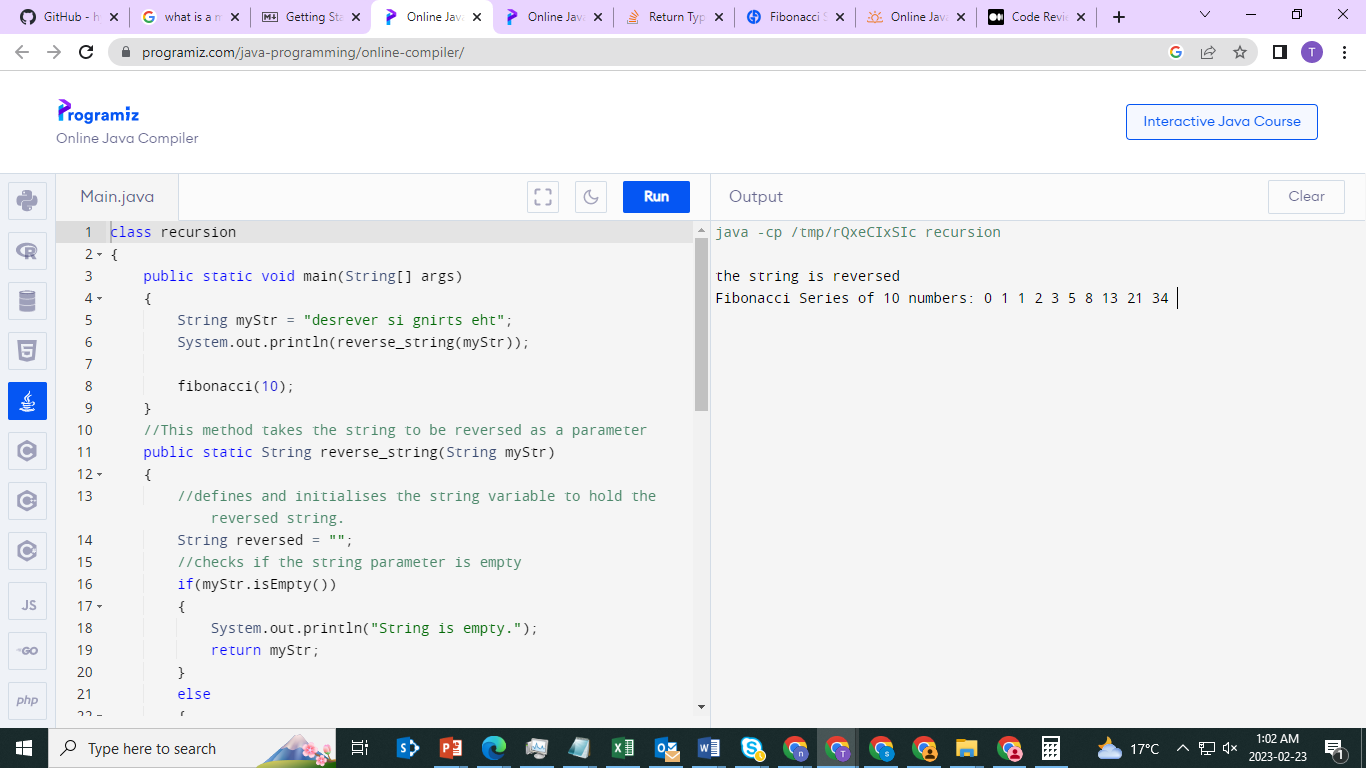 GitHub - h
what is a m
Getting Sta
Online Java
Online Java
Return Typ
Fibonacci S
Online Java
Code Revie
programiz.com/java-programming/online-compiler/
T
Programiz
Online Java Compiler
Interactive Java Course
Main.java
Run
Output
Clear
1 class recursion
2 {
3 public static void main(String[] args)
4 {
5 String myStr = "desrever si gnirts eht";
6 System.out.println(reverse_string(myStr));
7
8 fibonacci(10);
9 }
10 //This method takes the string to be reversed as a parameter
11 public static String reverse_string(String myStr)
12 {
13 //defines and initialises the string variable to hold the
reversed string.
14 String reversed = "";
15 //checks if the string parameter is empty
16 if(myStr.isEmpty())
17 {
18 System.out.println("String is empty.");
19 return myStr;
20 }
21 else
22 {
java -cp /tmp/rQxeCIxSIc recursion
the string is reversed
Fibonacci Series of 10 numbers: 0 1 1 2 3 5 8 13 21 34
JS
GO
php
Type here to search
17°C
1:02 AM
2023-02-23
1